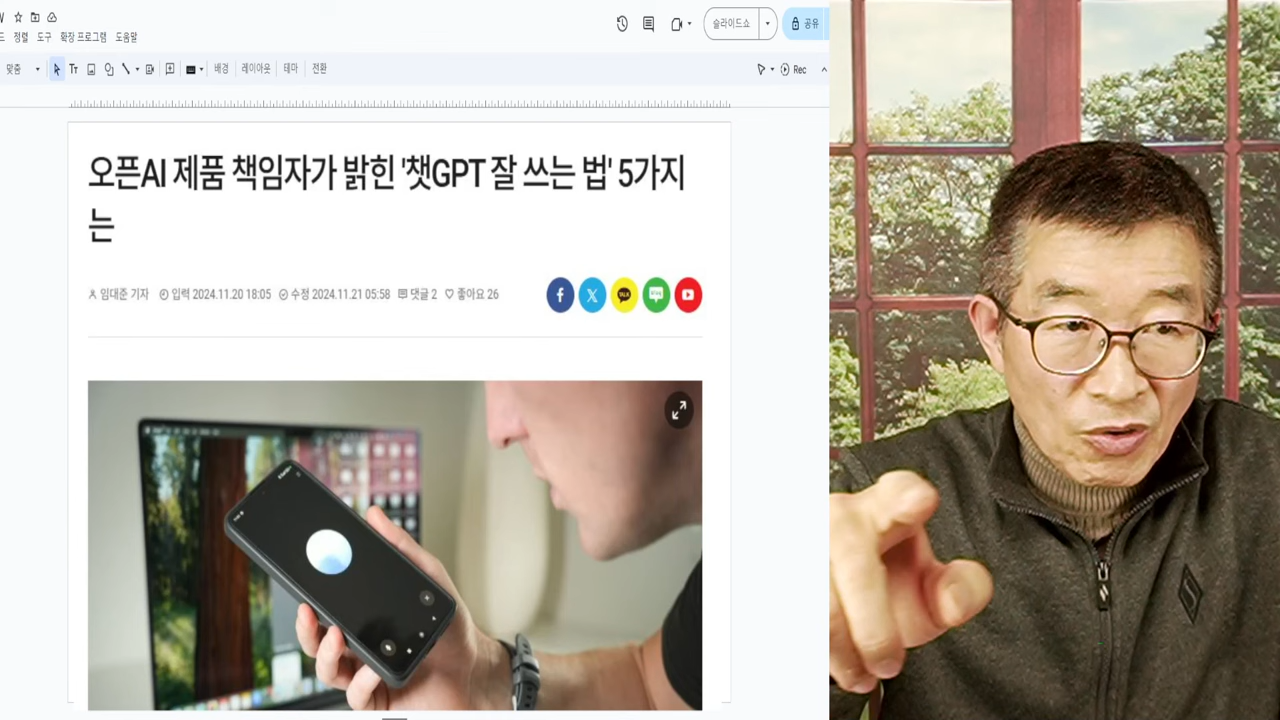 슬라이드쇼
공유
정렬 도구 확장 프로그램 도움말
맞춤 배경 레이아웃 테마 전환 Rec
오픈AI 제품 책임자가 밝힌 '챗GPT 잘 쓰는 법' 5가지
는
임대준 기자 입력 2024.11.20 18:05 수정 2024.11.21 05:58 댓글 2 좋아요 26
TALK